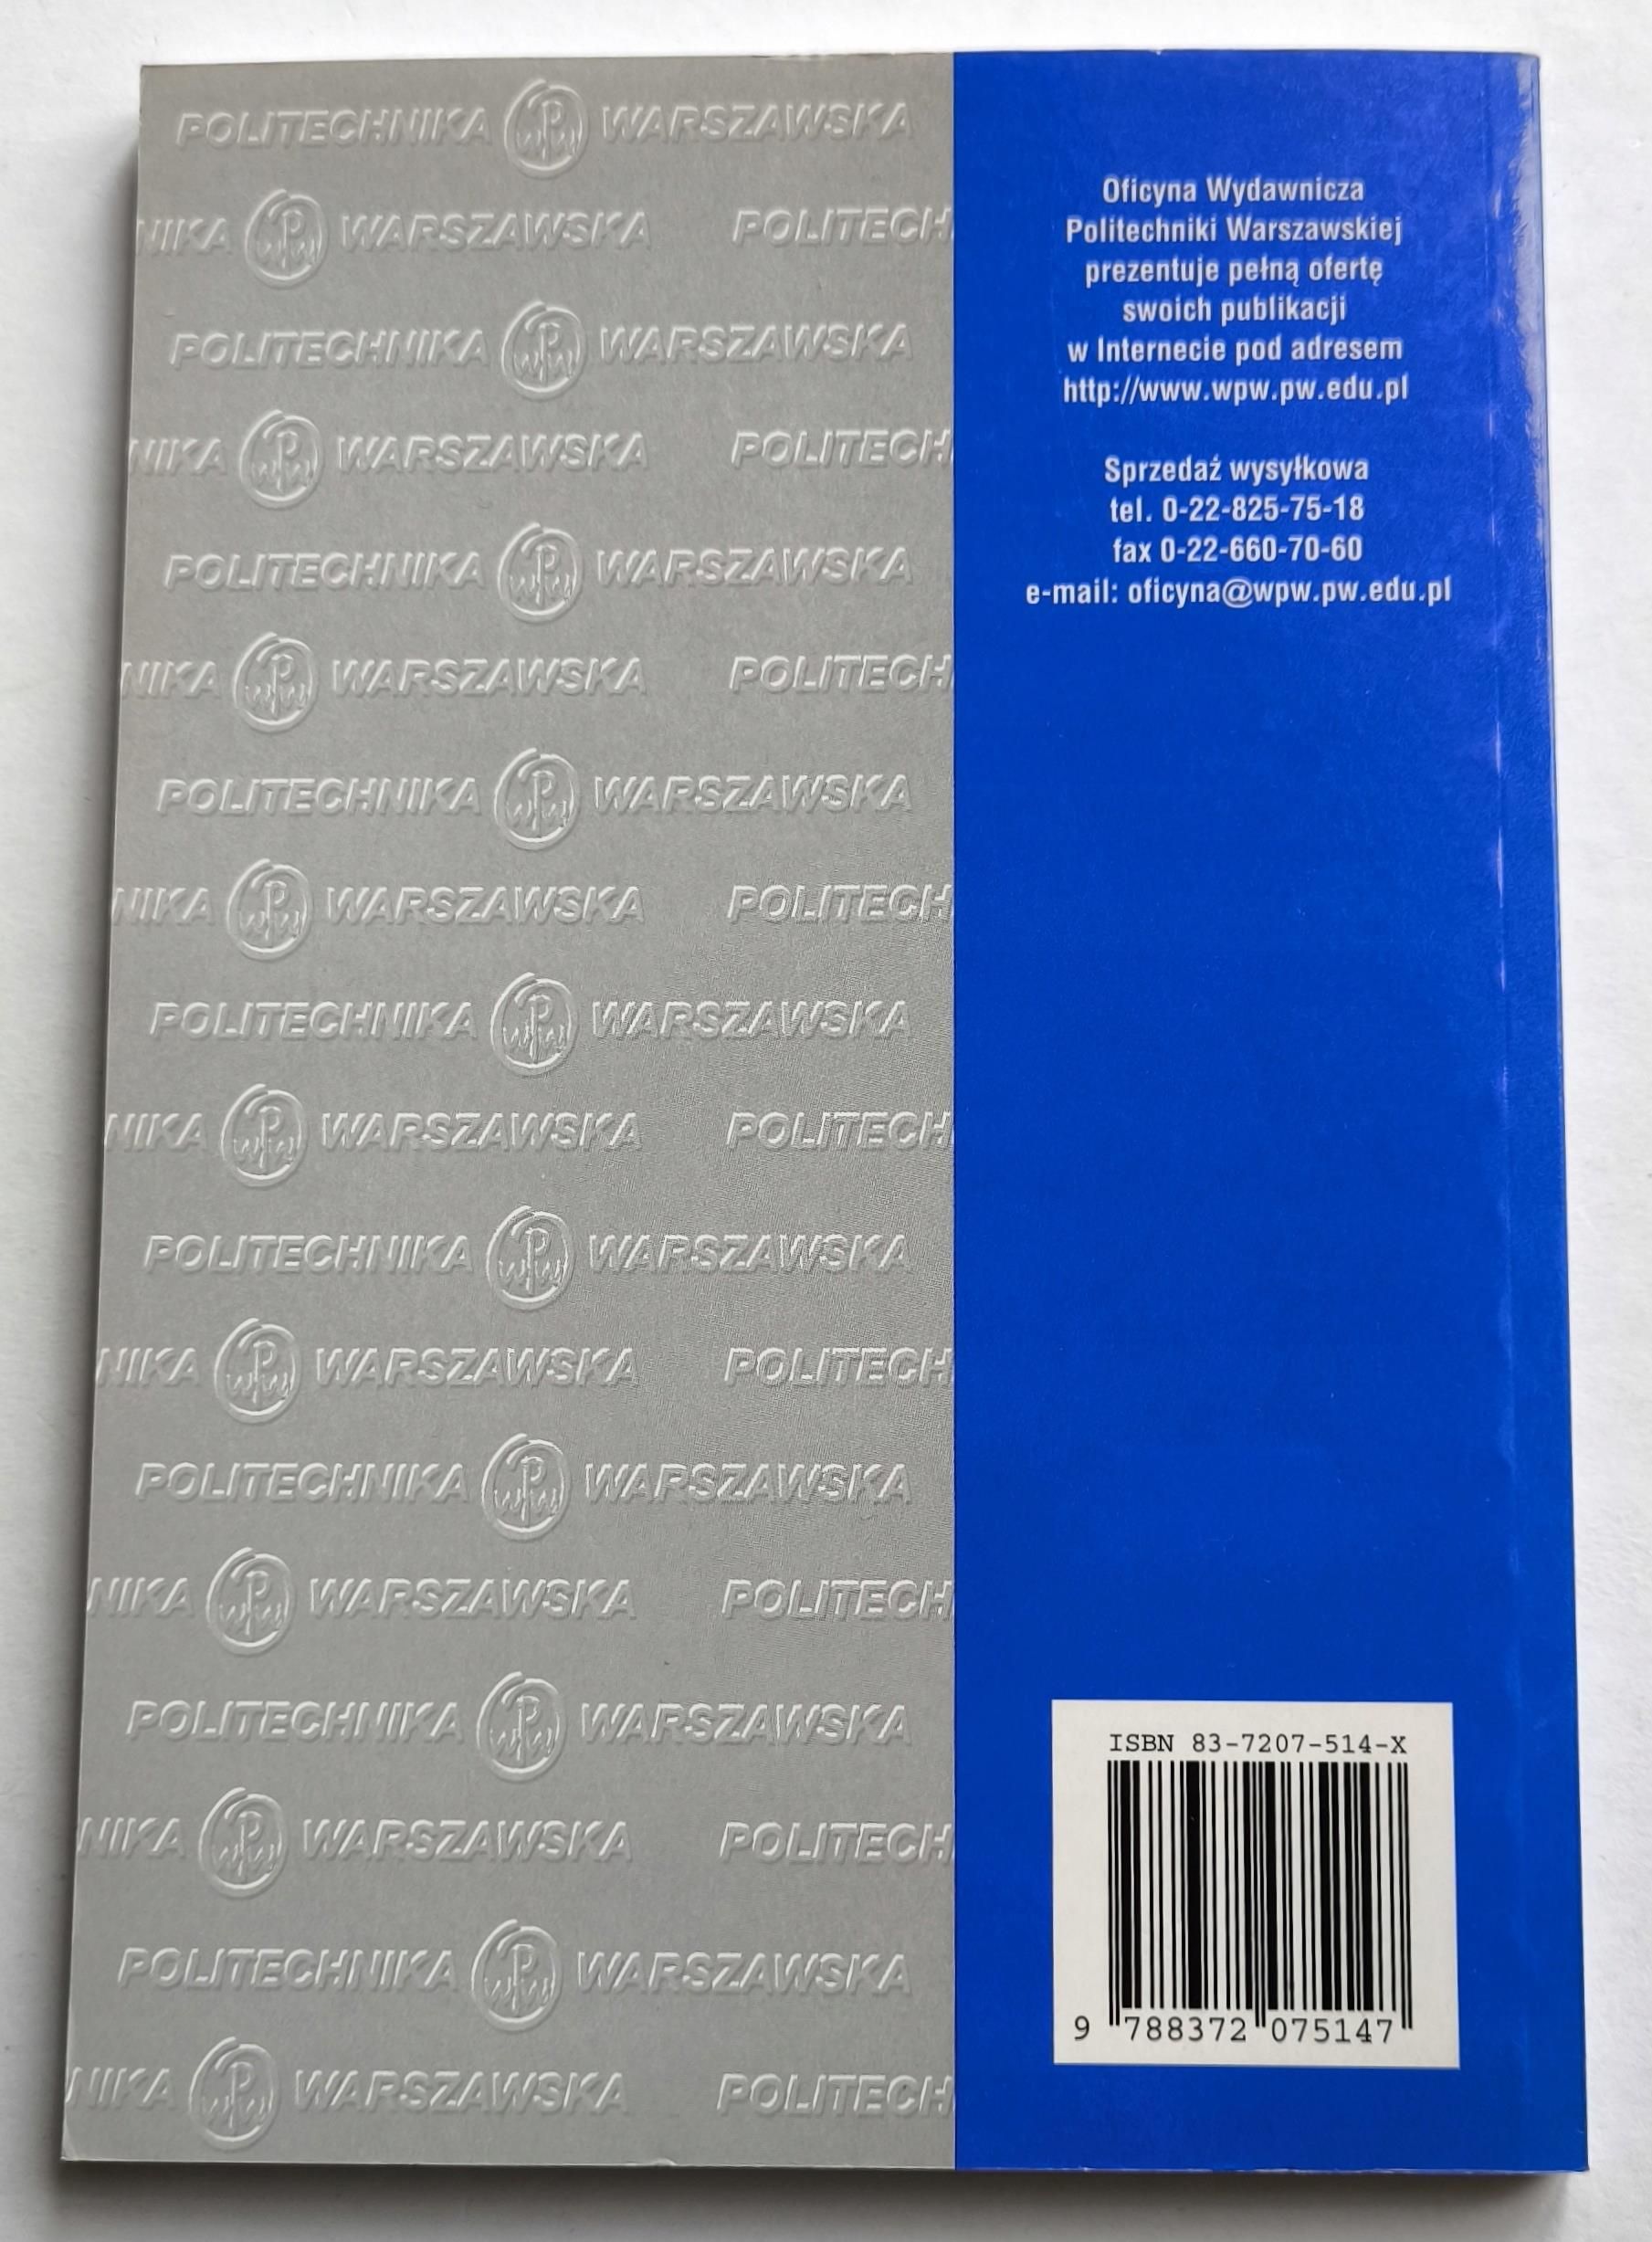 POLITECHNIKA WARSZAWSKA
NIKA WARSZAWSKA POLITECH
POLITECHNIKA WARSZAWSKA
NIKA WARSZAWSKA POLITECH
POLITECHNIKA WARSZAWSKA
NIKA WARSZAWSKA POLITECH
POLITECHNIKA WARSZAWSKA
NIKA WARSZAWSKA POLITECH
POLITECHNIKA WARSZAWSKA
NIKA WARSZAWSKA POLITECH
POLITECHNIKA WARSZAWSKA
NIKA WARSZAWSKA POLITECH
POLITECHNIKA WARSZAWSKA
NIKA WARSZAWSKA POLITECH
POLITECHNIKA WARSZAWSKA
NIKA WARSZAWSKA POLITECH
POLITECHNIKA WARSZAWSKA
NIKA WARSZAWSKA POLITECH
Oficyna Wydawnicza
Politechniki Warszawskiej
prezentuje pełną ofertę
swoich publikacji
w Internecie pod adresem
http://www.wpw.pw.edu.pl
Sprzedaż wysyłkowa
tel. 0-22-825-75-18
fax 0-22-660-70-60
e-mail: oficyna@wpw.pw.edu.pl
ISBN 83-7207-514-X
9 788372 075147